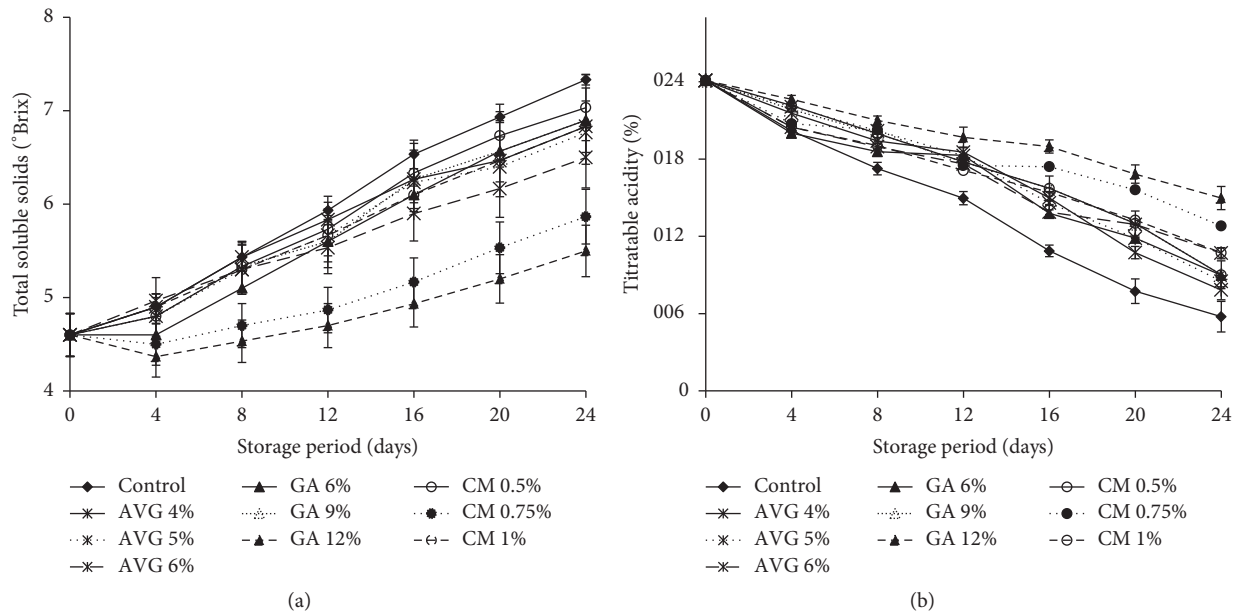 8
7
6
5
4
Total soluble solids (°Brix)
0 4 8 12 16 20 24
Storage period (days)
Control GA 6% CM 0.5%
AVG 4% GA 9% CM 0.75%
AVG 5% GA 12% CM 1%
AVG 6%
(a)
024
018
012
006
0
Titratable acidity (%)
0 4 8 12 16 20 24
Storage period (days)
Control GA 6% CM 0.5%
AVG 4% GA 9% CM 0.75%
AVG 5% GA 12% CM 1%
AVG 6%
(b)